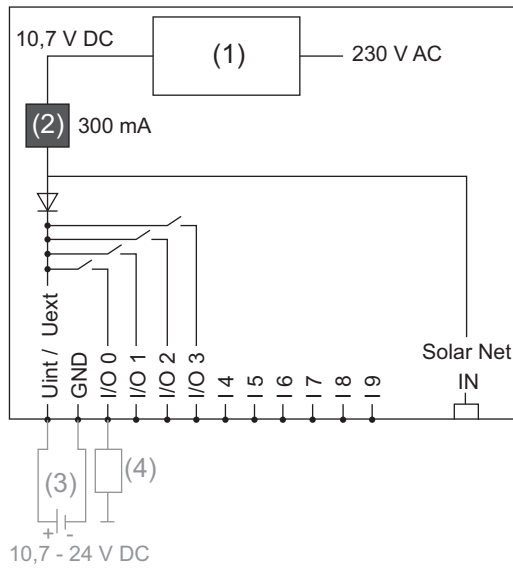 10,7 V DC
(1)
230 V AC
(2)
300 mA
Uint / Uext
GND
I/O 0
I/O 1
I/O 2
I/O 3
I 4
I 5
I 6
I 7
I 8
I 9
Solar Net
IN
(3)
(4)
+ -
10,7 - 24 V DC